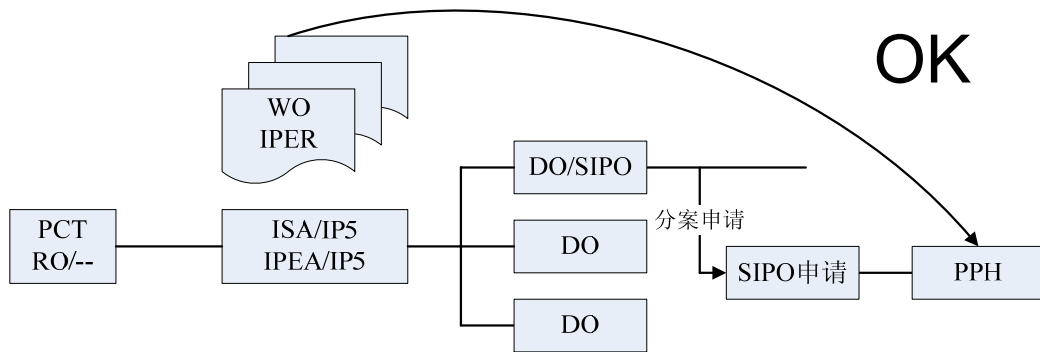 OK
WO
IPER
DO/SIPO
分案申请
PCT
RO/--
ISA/IP5
IPEA/IP5
DO
SIPO申请
PPH
DO